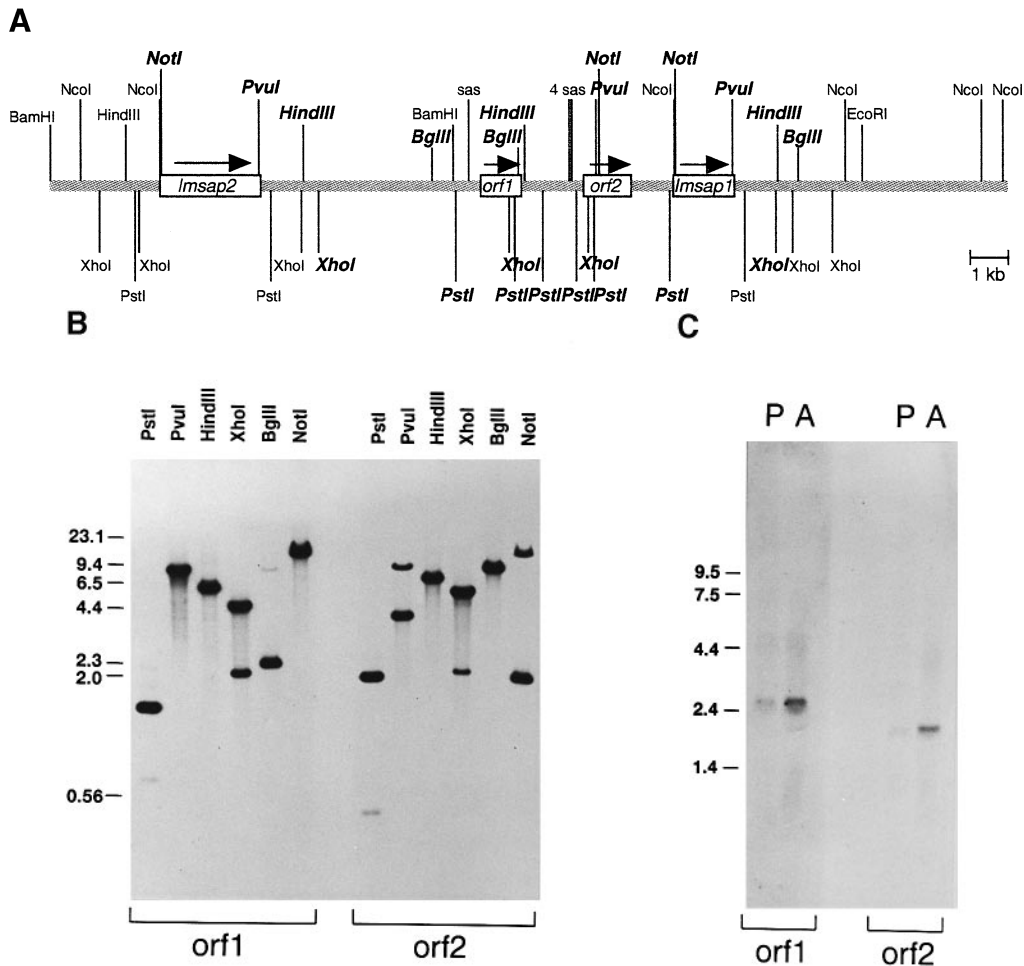 A
NotI NotI NotI
NcoI NcoI PvuI sas 4 sas PvuI NcoI PvuI NcoI NcoI NcoI
BamHI HindIII HindIII BamHI HindIII HindIII EcoRI
BglII BglII BglII
lmsap2 orf1 orf2 lmsap1
XhoI XhoI XhoI XhoI XhoI XhoI XhoI XhoI XhoI
1 kb
PstI PstI PstI PstI PstI PstI PstI PstI PstI
B C
PstI PvuI HindIII XhoI BglII NotI PstI PvuI HindIII XhoI BglII NotI
P A P A
23.1
9.4
6.5
4.4
2.3
2.0
0.56
9.5
7.5
4.4
2.4
1.4
orf1 orf2
orf1 orf2